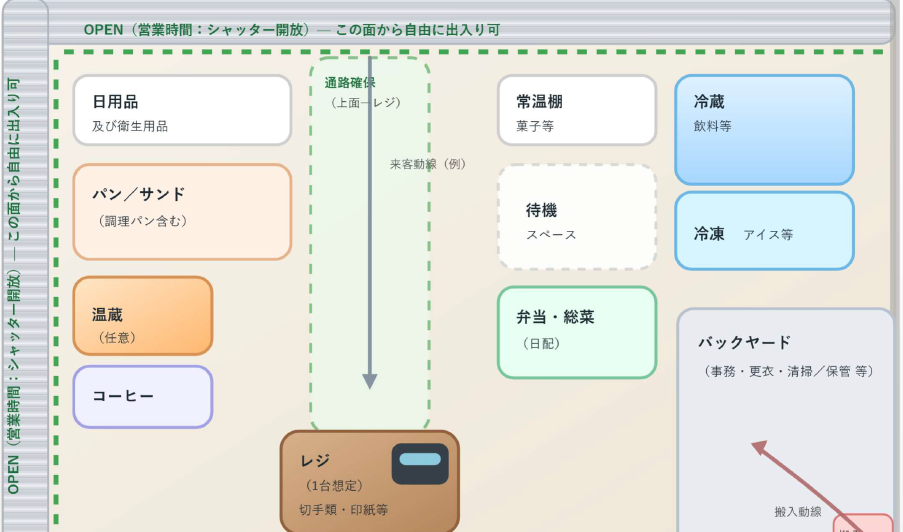 OPEN（営業時間：シャッター開放）— この面から自由に出入り可
OPEN（営業時間：シャッター開放）— この面から自由に出入り可
日用品
及び衛生用品
通路確保
（上面→レジ）
来客動線（例）
常温棚
菓子等
冷蔵
飲料等
パン／サンド
（調理パン含む）
待機
スペース
冷凍 アイス等
温蔵
（任意）
弁当・総菜
（日配）
バックヤード
（事務・更衣・清掃／保管 等）
コーヒー
レジ
（1台想定）
切手類・印紙等
搬入動線